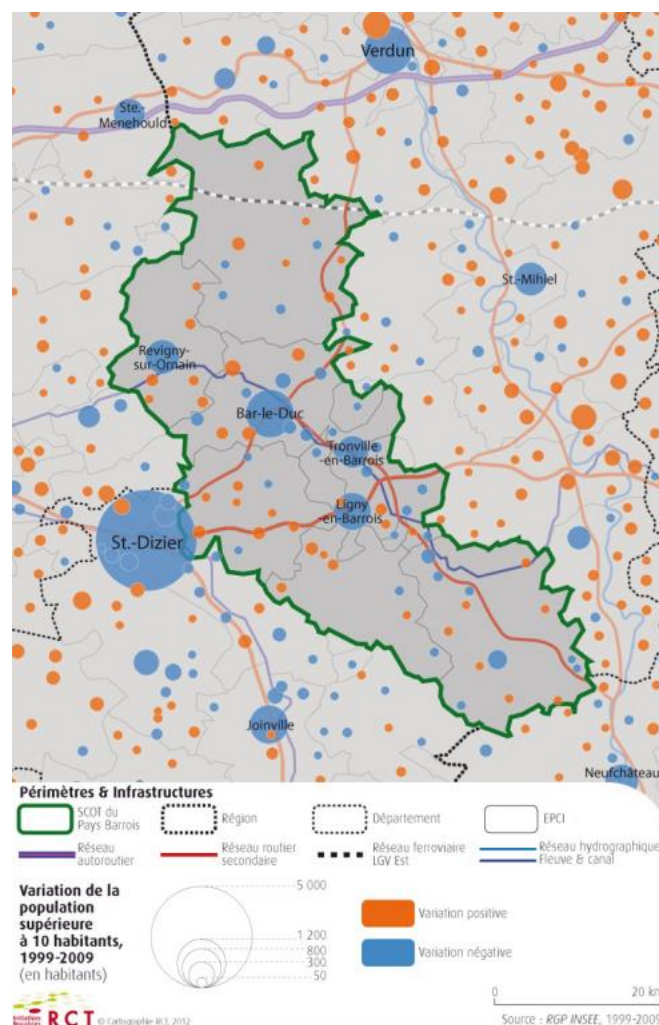 Verdun
Ste.-
Menehould
St.-Mihiel
Revigny-
sur-Ornain
Bar-le-Duc
Tronville
-en-Barrois
Ligny
-en-Barrois
St.-Dizier
Joinville
Neufchâteau
Périmètres & Infrastructures
SCOT du
Pays Barrois
Région
Département
EPCI
Réseau
autoroutier
Réseau routier
secondaire
Réseau ferroviaire
LGV Est
Réseau hydrographique
Fleuve & canal
Variation de la
population
supérieure
à 10 habitants,
1999-2009
(en habitants)
5 000
1 200
800
300
50
Variation positive
Variation négative
0
20 km
RCT
© Cartographie RCT, 2012
Source : RGP INSEE, 1999-2009